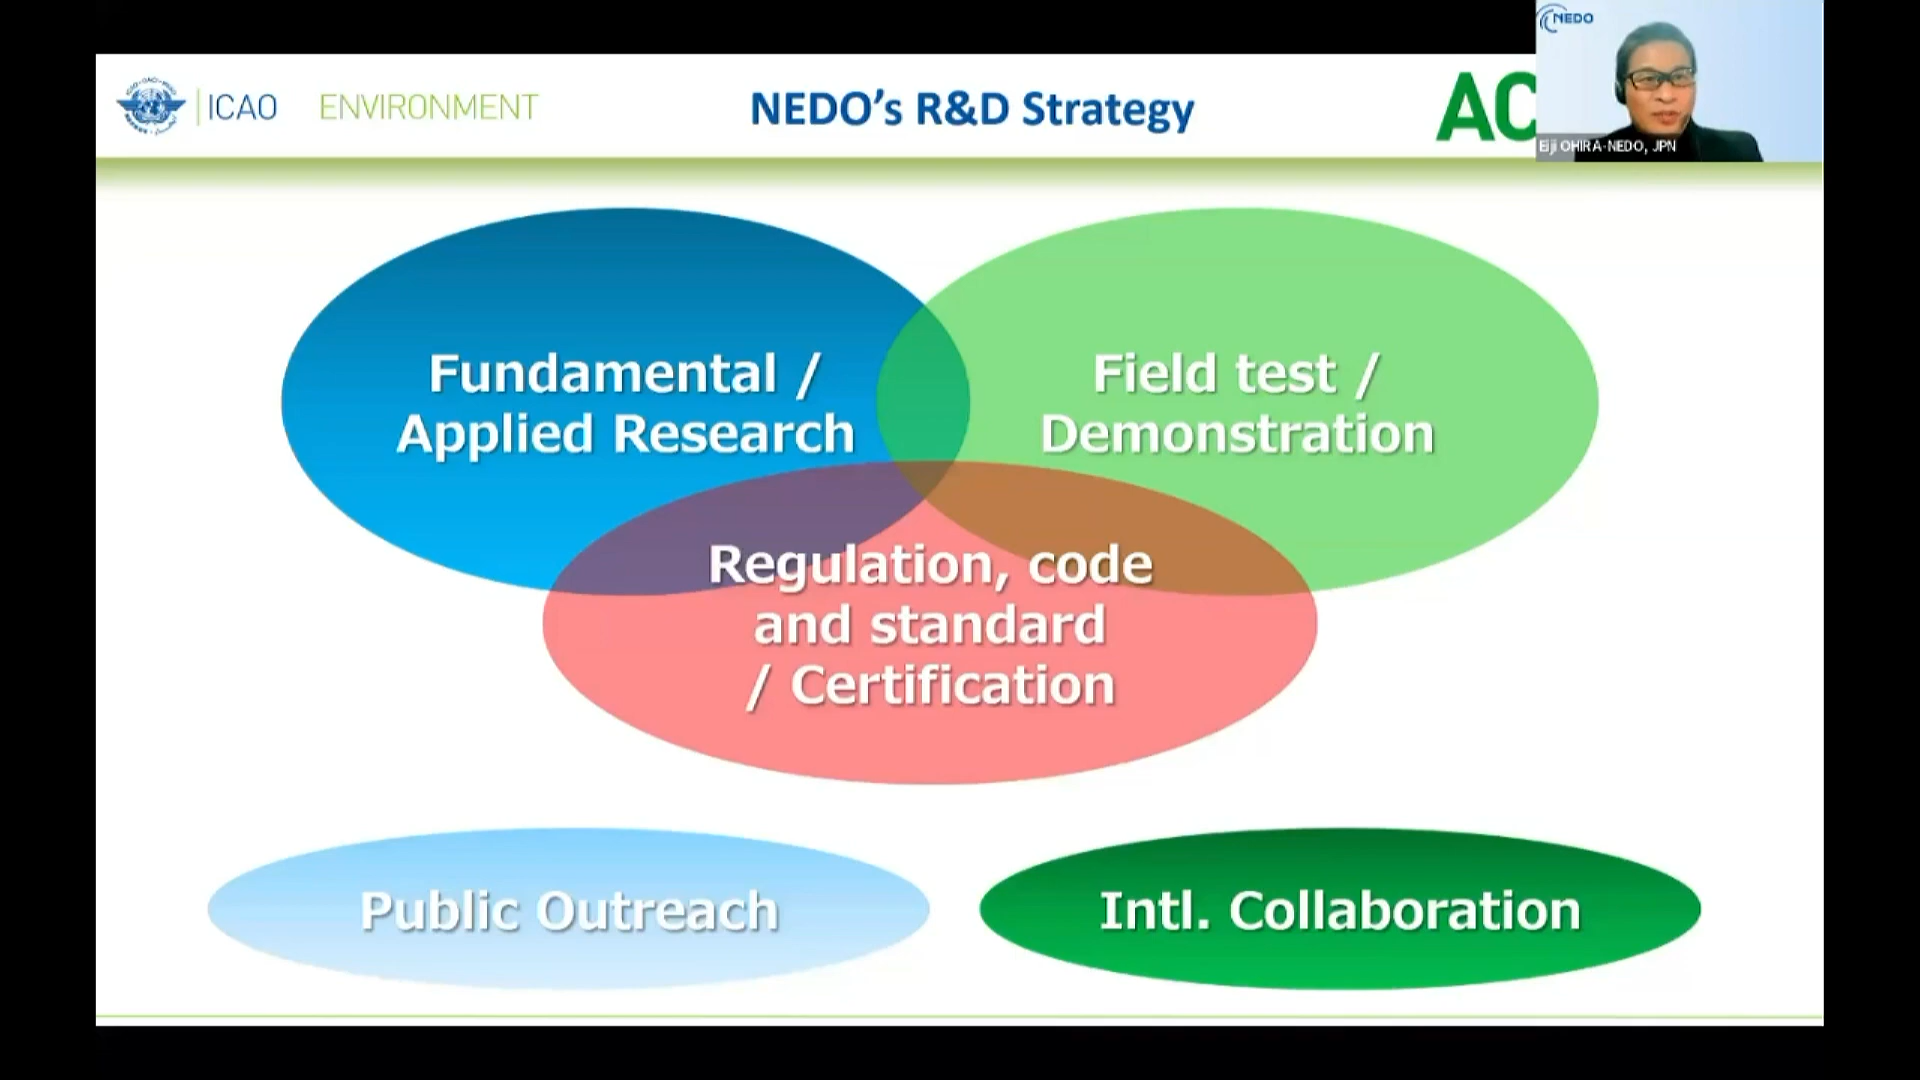 ICAO ENVIRONMENT
NEDO's R&D Strategy
AC
NEDO
Eiji OHIRA-NEDO, JPN
Fundamental /
Applied Research
Field test /
Demonstration
Regulation, code
and standard
/ Certification
Public Outreach
Intl. Collaboration